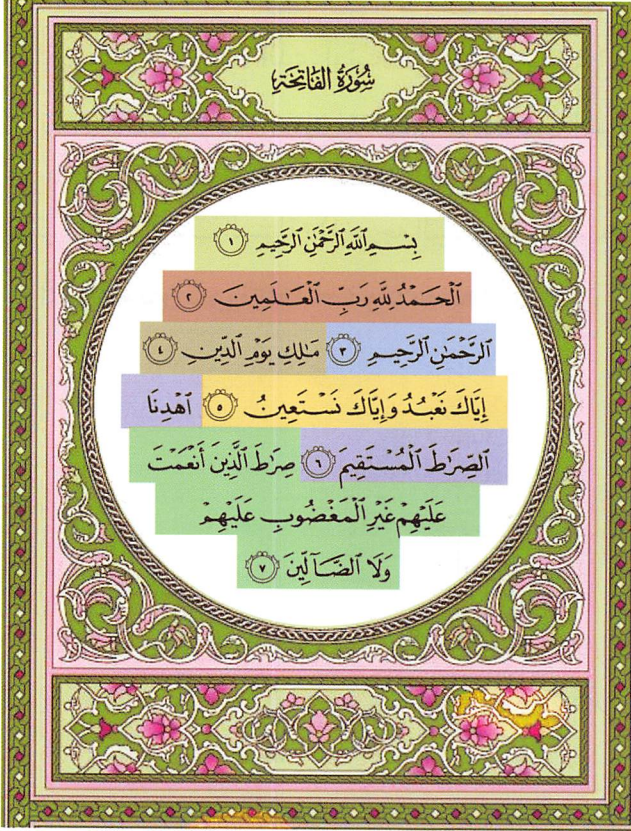 سُورَةُ الفَاتِحَةِ
بِسْمِ ٱللَّهِ ٱلرَّحْمَٰنِ ٱلرَّحِيمِ ١
ٱلْحَمْدُ لِلَّهِ رَبِّ ٱلْعَٰلَمِينَ ٢
ٱلرَّحْمَٰنِ ٱلرَّحِيمِ ٣ مَٰلِكِ يَوْمِ ٱلدِّينِ ٤
إِيَّاكَ نَعْبُدُ وَإِيَّاكَ نَسْتَعِينُ ٥ ٱهْدِنَا
ٱلصِّرَٰطَ ٱلْمُسْتَقِيمَ ٦ صِرَٰطَ ٱلَّذِينَ أَنْعَمْتَ
عَلَيْهِمْ غَيْرِ ٱلْمَغْضُوبِ عَلَيْهِمْ
وَلَا ٱلضَّآلِّينَ ٧